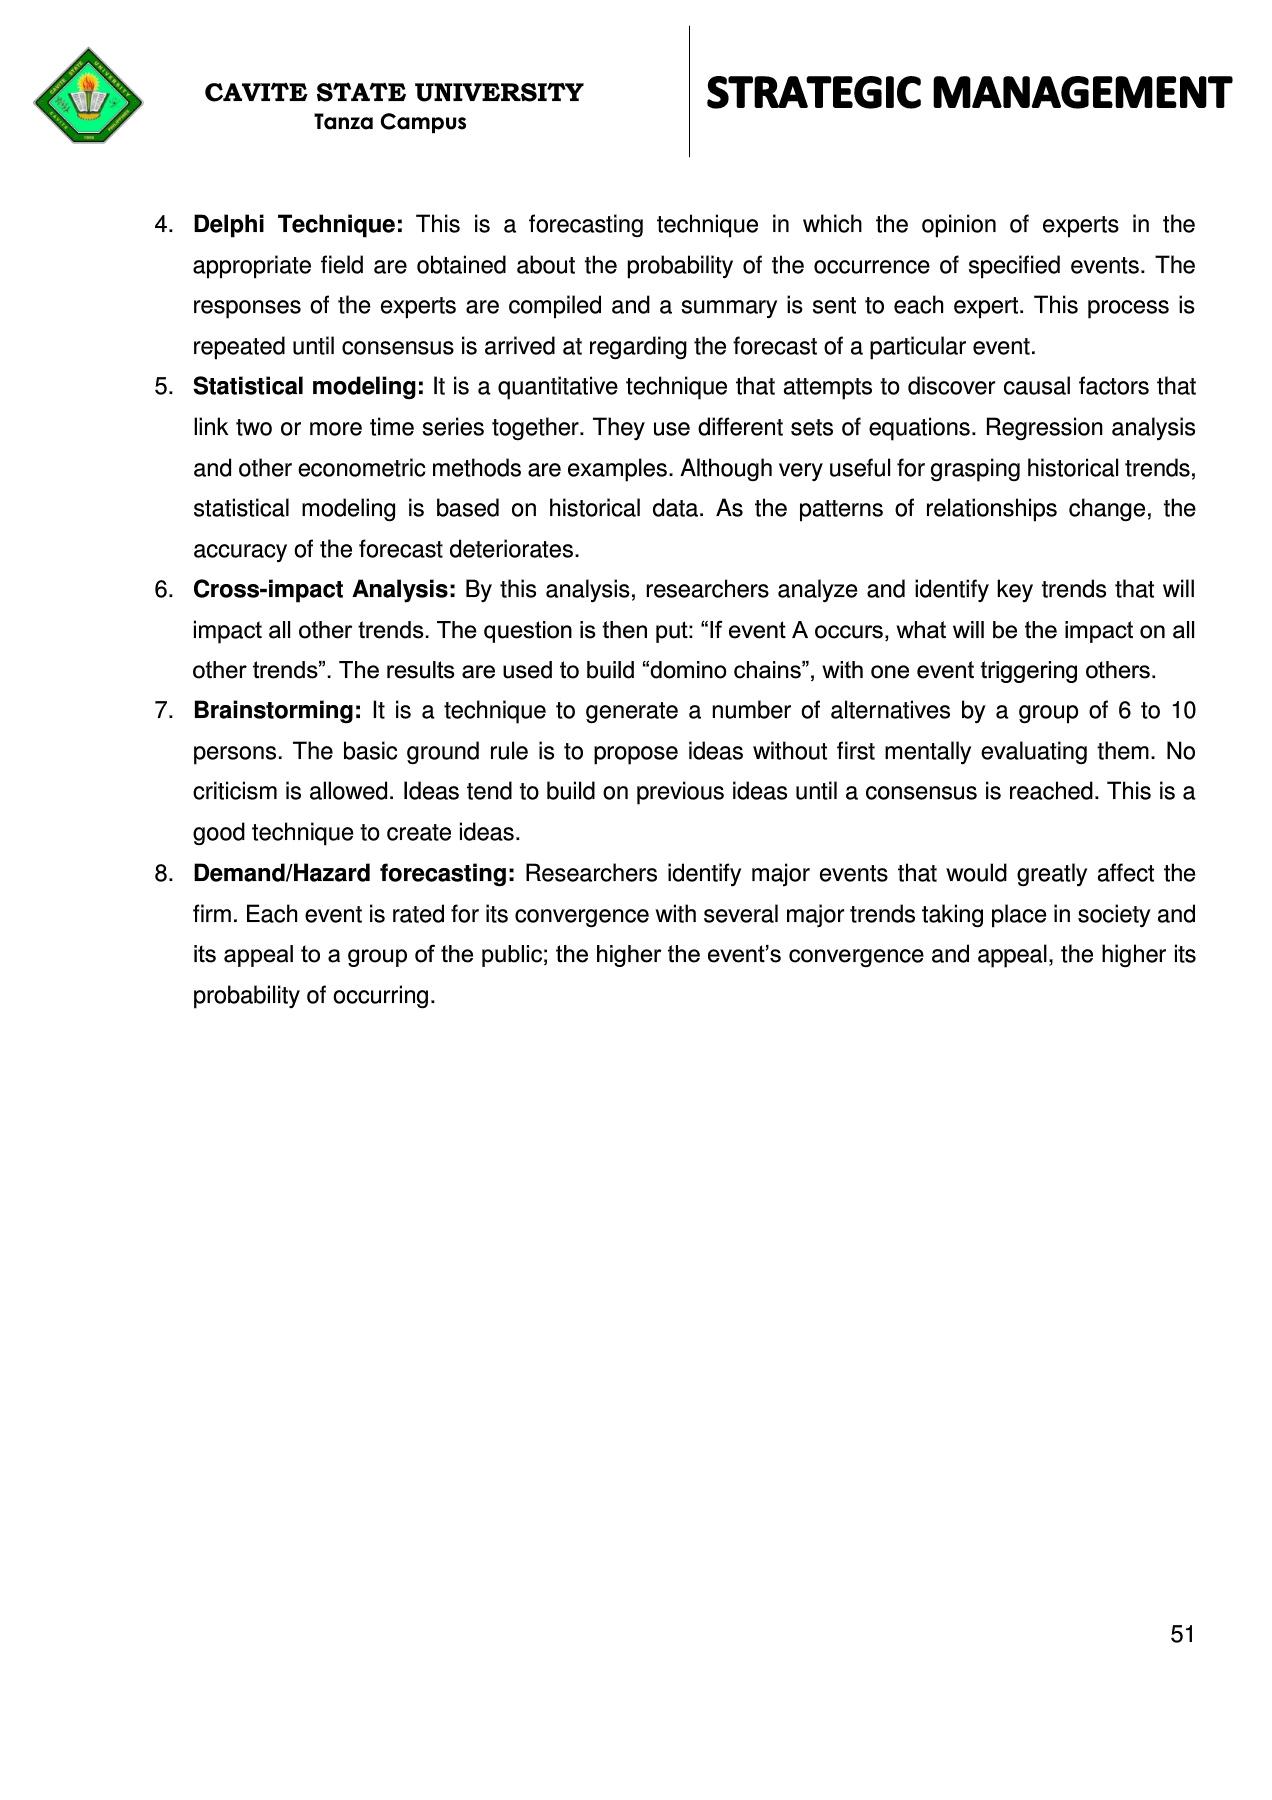 CAVITE STATE UNIVERSITY
Tanza Campus
STRATEGIC MANAGEMENT
4. Delphi Technique: This is a forecasting technique in which the opinion of experts in the
appropriate field are obtained about the probability of the occurrence of specified events. The
responses of the experts are compiled and a summary is sent to each expert. This process is
repeated until consensus is arrived at regarding the forecast of a particular event.
5. Statistical modeling: It is a quantitative technique that attempts to discover causal factors that
link two or more time series together. They use different sets of equations. Regression analysis
and other econometric methods are examples. Although very useful for grasping historical trends,
statistical modeling is based on historical data. As the patterns of relationships change, the
accuracy of the forecast deteriorates.
6. Cross-impact Analysis: By this analysis, researchers analyze and identify key trends that will
impact all other trends. The question is then put: “If event A occurs, what will be the impact on all
other trends”. The results are used to build “domino chains”, with one event triggering others.
7. Brainstorming: It is a technique to generate a number of alternatives by a group of 6 to 10
persons. The basic ground rule is to propose ideas without first mentally evaluating them. No
criticism is allowed. Ideas tend to build on previous ideas until a consensus is reached. This is a
good technique to create ideas.
8. Demand/Hazard forecasting: Researchers identify major events that would greatly affect the
firm. Each event is rated for its convergence with several major trends taking place in society and
its appeal to a group of the public; the higher the event’s convergence and appeal, the higher its
probability of occurring.
51